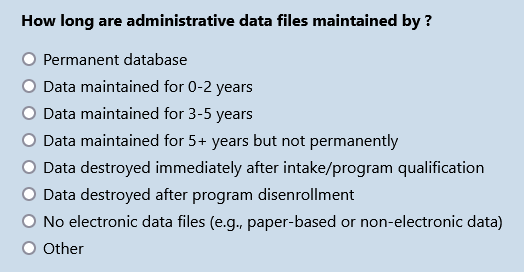 How long are administrative data files maintained by ?
Permanent database
Data maintained for 0-2 years
Data maintained for 3-5 years
Data maintained for 5+ years but not permanently
Data destroyed immediately after intake/program qualification
Data destroyed after program disenrollment
No electronic data files (e.g., paper-based or non-electronic data)
Other